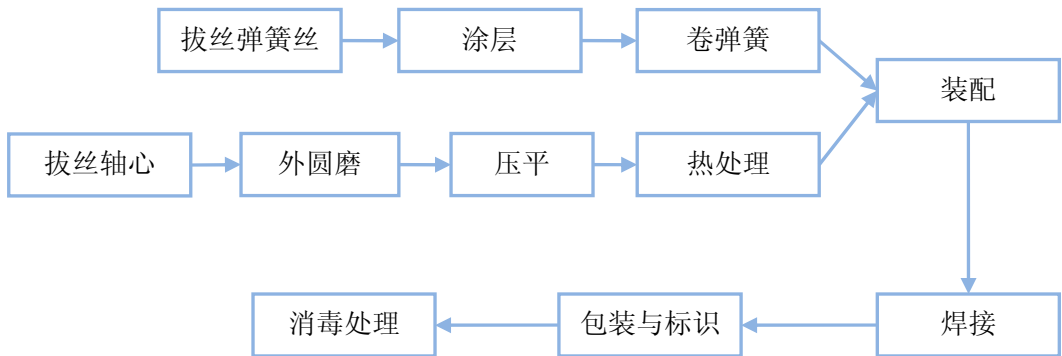 拔丝弹簧丝
涂层
卷弹簧
装配
拔丝轴心
外圆磨
压平
热处理
消毒处理
包装与标识
焊接